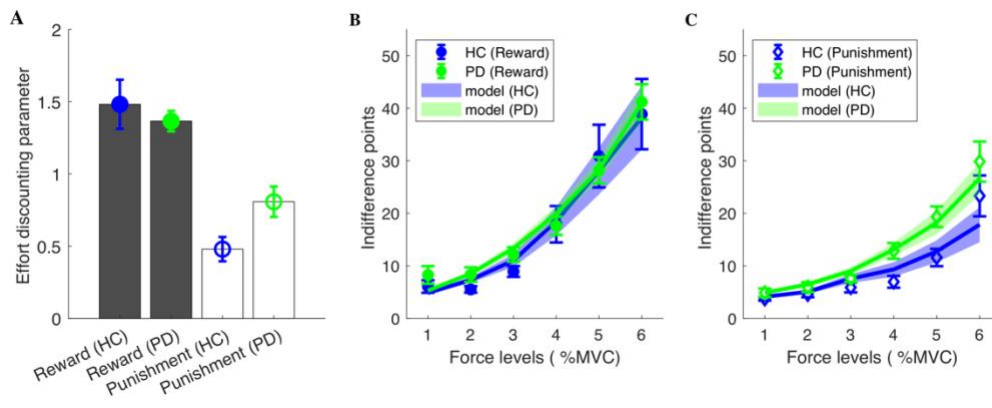 A
Effort discounting parameter
2
1.5
1
0.5
0
Reward (HC)
Reward (PD)
Punishment (HC)
Punishment (PD)
B
HC (Reward)
PD (Reward)
model (HC)
model (PD)
Indifference points
50
40
30
20
10
0
1 2 3 4 5 6
Force levels ( %MVC)
C
HC (Punishment)
PD (Punishment)
model (HC)
model (PD)
Indifference points
50
40
30
20
10
0
1 2 3 4 5 6
Force levels ( %MVC)